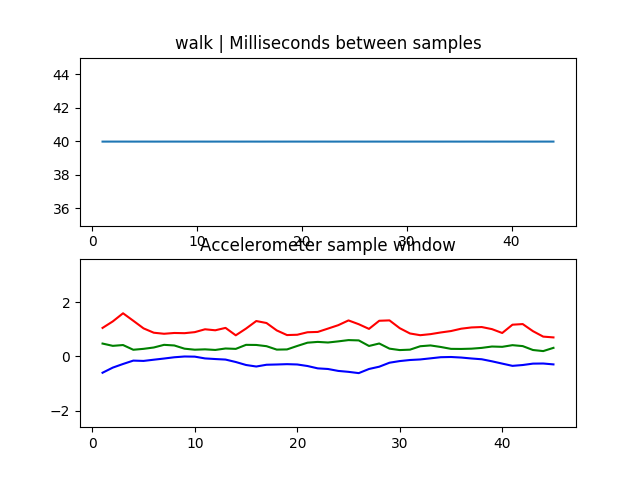 walk | Milliseconds between samples
44
42
40
38
36
0 10 20 30 40
Accelerometer sample window
2
0
−2
0 10 20 30 40